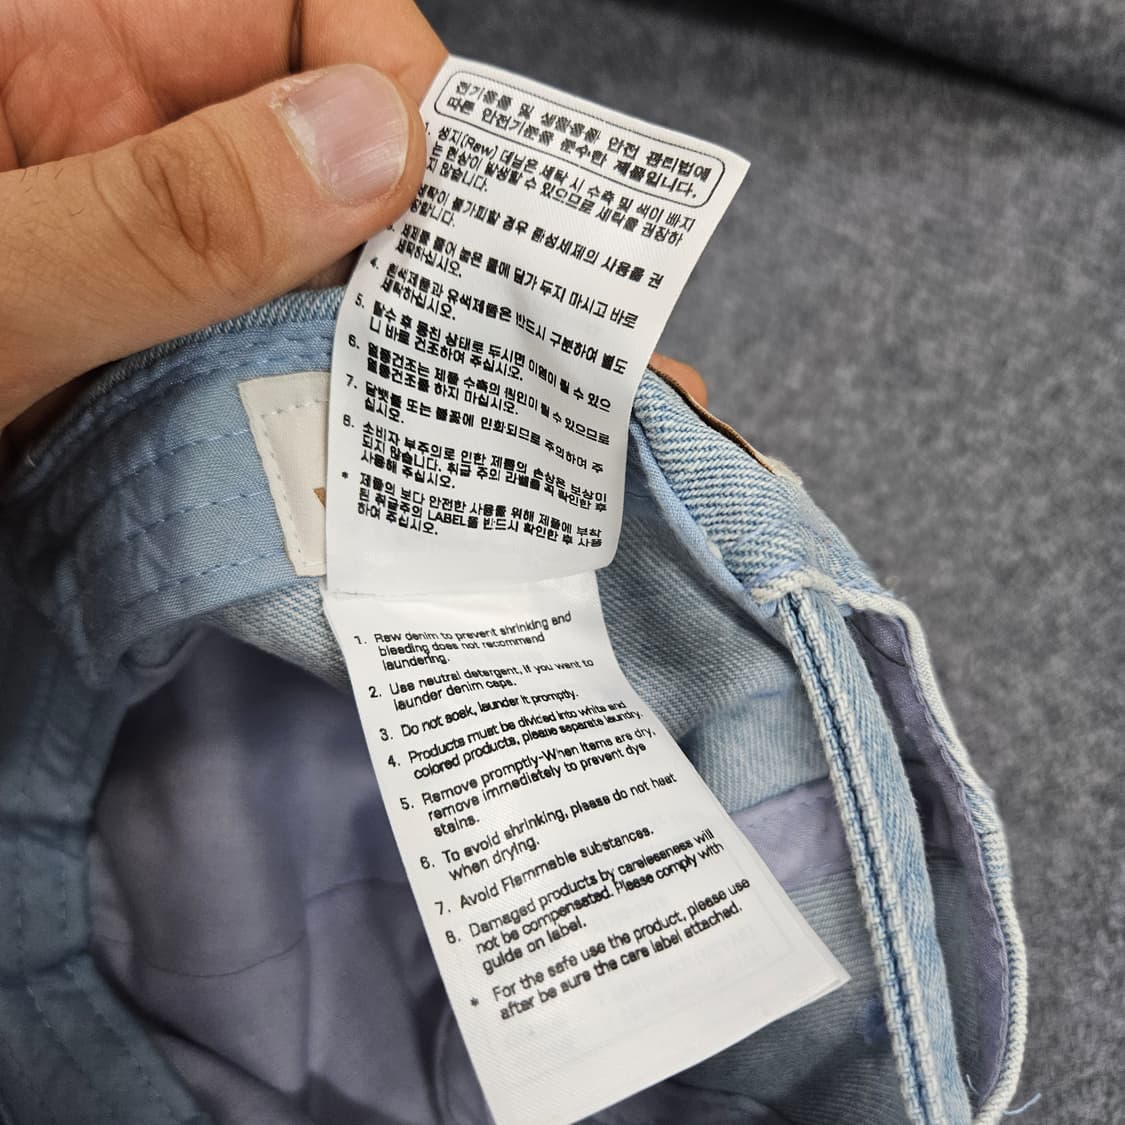 전기용품 및 생활용품 안전 관리법에
따른 안전기준을 준수한 제품입니다.
1. 생지(Raw) 데님은 세탁 시 수축 및 색이 빠지
는 현상이 발생할 수 있으므로 세탁을 권장하
지 않습니다.
세탁이 불가피할 경우 중성세제의 사용을 권
장합니다.
3. 세제를 풀어 놓은 물에 담가 두지 마시고 바로
세탁하십시오.
4. 흰색제품과 유색제품은 반드시 구분하여 별도
세탁하십시오.
5. 탈수 후 뭉친 상태로 두시면 이염이 될 수 있으
니 바로 건조하여 주십시오.
6. 열풍건조는 제품 수축의 원인이 될 수 있으므로
열풍건조를 하지 마십시오.
7. 담뱃불 또는 불꽃에 인화되므로 주의하여 주
십시오.
8. 소비자 부주의로 인한 제품의 손상은 보상이
되지 않습니다. 취급 주의 라벨을 꼭 확인한 후
사용해 주십시오.
* 제품의 보다 안전한 사용을 위해 제품에 부착
된 취급주의 LABEL을 반드시 확인한 후 사용
하여 주십시오.
1. Raw denim to prevent shrinking and
bleeding does not recommend
laundering.
2. Use neutral detergent, if you want to
launder denim caps.
3. Do not soak, launder it promptly.
4. Products must be divided into white and
colored products, please separate laundry.
5. Remove promptly-When items are dry,
remove immediately to prevent dye
stains.
6. To avoid shrinking, please do not heat
when drying.
7. Avoid Flammable substances.
8. Damaged products by carelessness will
not be compensated. Please comply with
guide on label.
* For the safe use the product, please use
after be sure the care label attached.